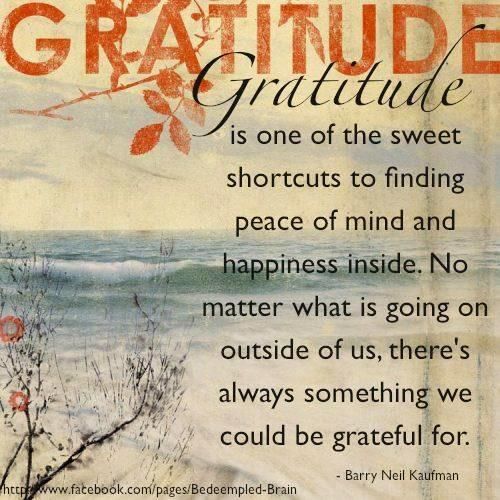 GRATITUDE
Gratitude
is one of the sweet
shortcuts to finding
peace of mind and
happiness inside. No
matter what is going on
outside of us, there's
always something we
could be grateful for.
- Barry Neil Kaufman
http://www.facebook.com/pages/Bedeempled-Brain